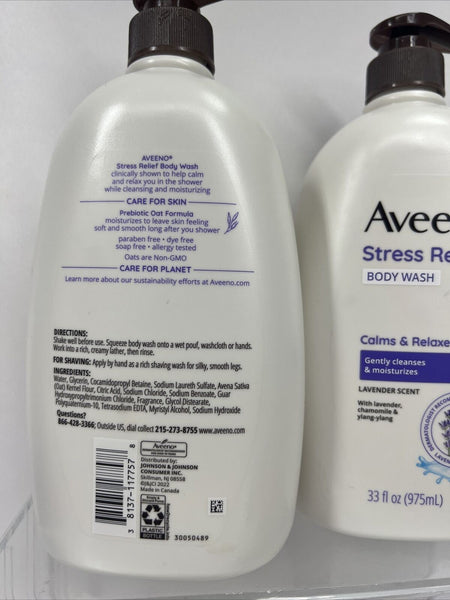 AVEENO®
Stress Relief Body Wash
clinically shown to help calm
and relax you in the shower
while cleansing and moisturizing
CARE FOR SKIN
Prebiotic Oat Formula
moisturizes to leave skin feeling
soft and smooth long after you shower
paraben free • dye free
soap free • allergy tested
Oats are Non-GMO
CARE FOR PLANET
Learn more about our sustainability efforts at Aveeno.com
DIRECTIONS:
Shake well before use. Squeeze body wash onto a wet pouf, washcloth or hands.
Work into a rich, creamy lather, then rinse.
FOR SHAVING: Apply by hand as a rich shaving wash for silky, smooth legs.
INGREDIENTS:
Water, Glycerin, Cocamidopropyl Betaine, Sodium Laureth Sulfate, Avena Sativa
(Oat) Kernel Flour, Citric Acid, Sodium Chloride, Sodium Benzoate, Guar
Hydroxypropyltrimonium Chloride, Fragrance, Glycol Distearate,
Polyquaternium-10, Tetrasodium EDTA, Myristyl Alcohol, Sodium Hydroxide
Questions?
866-428-3366; Outside US, dial collect 215-273-8755 www.aveeno.com
3 8137-117757 8
Aveeno®
Distributed by:
JOHNSON & JOHNSON
CONSUMER INC.
Skillman, NJ 08558
©J&JCI 2022
Made in Canada
PLASTIC
BOTTLE
30050489
Avee
Stress Re
BODY WASH
Calms & Relaxe
Gently cleanses
& moisturizes
LAVENDER SCENT
With lavender,
chamomile &
ylang-ylang
DERMATOLOGIST RECOM
33 fl oz (975mL)